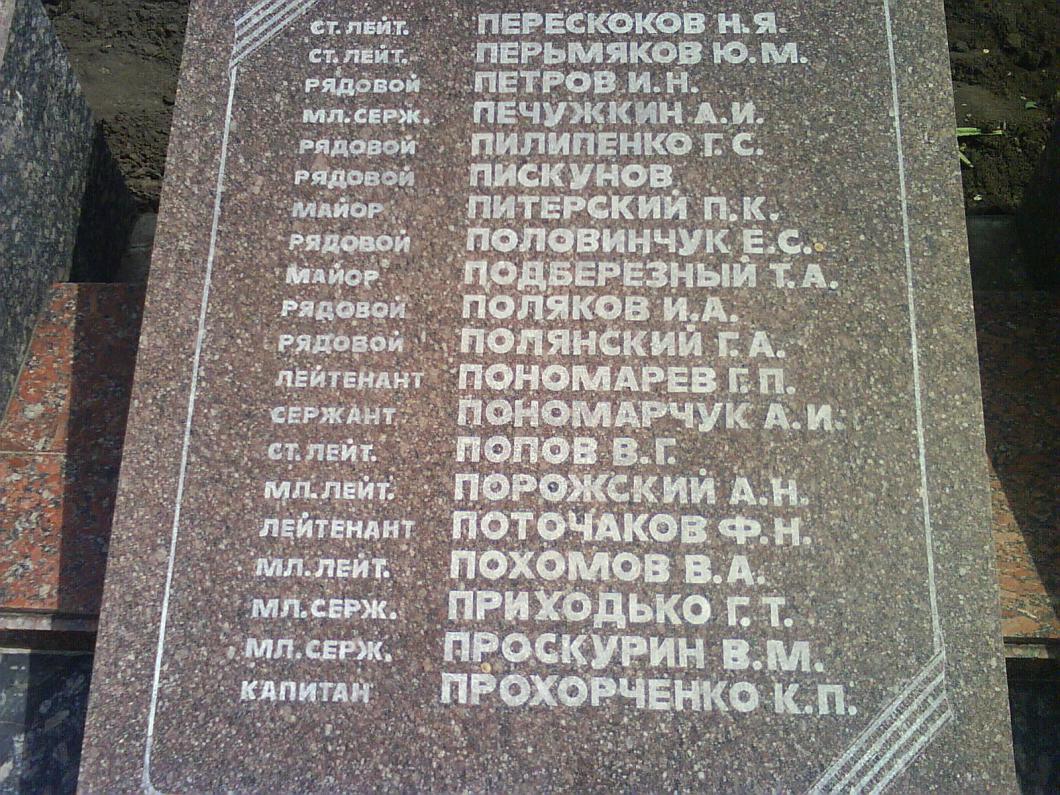 СТ. ЛЕЙТ. ПЕРЕСКОКОВ Н.Я.
СТ. ЛЕЙТ. ПЕРЬМЯКОВ Ю.М.
РЯДОВОЙ ПЕТРОВ И.Н.
МЛ. СЕРЖ. ПЕЧУЖКИН А.И.
РЯДОВОЙ ПИЛИПЕНКО Г.С.
РЯДОВОЙ ПИСКУНОВ
МАЙОР ПИТЕРСКИЙ П.К.
РЯДОВОЙ ПОЛОВИНЧУК Е.С.
МАЙОР ПОДБЕРЕЗНЫЙ Т.А.
РЯДОВОЙ ПОЛЯКОВ И.А.
РЯДОВОЙ ПОЛЯНСКИЙ Г.А.
ЛЕЙТЕНАНТ ПОНОМАРЕВ Г.П.
СЕРЖАНТ ПОНОМАРЧУК А.И.
СТ. ЛЕЙТ. ПОПОВ В.Г.
МЛ. ЛЕЙТ. ПОРОЖСКИЙ А.Н.
ЛЕЙТЕНАНТ ПОТОЧАКОВ Ф.Н.
МЛ. ЛЕЙТ. ПОХОМОВ В.А.
МЛ. СЕРЖ. ПРИХОДЬКО Г.Т.
МЛ. СЕРЖ. ПРОСКУРИН В.М.
КАПИТАН ПРОХОРЧЕНКО К.П.